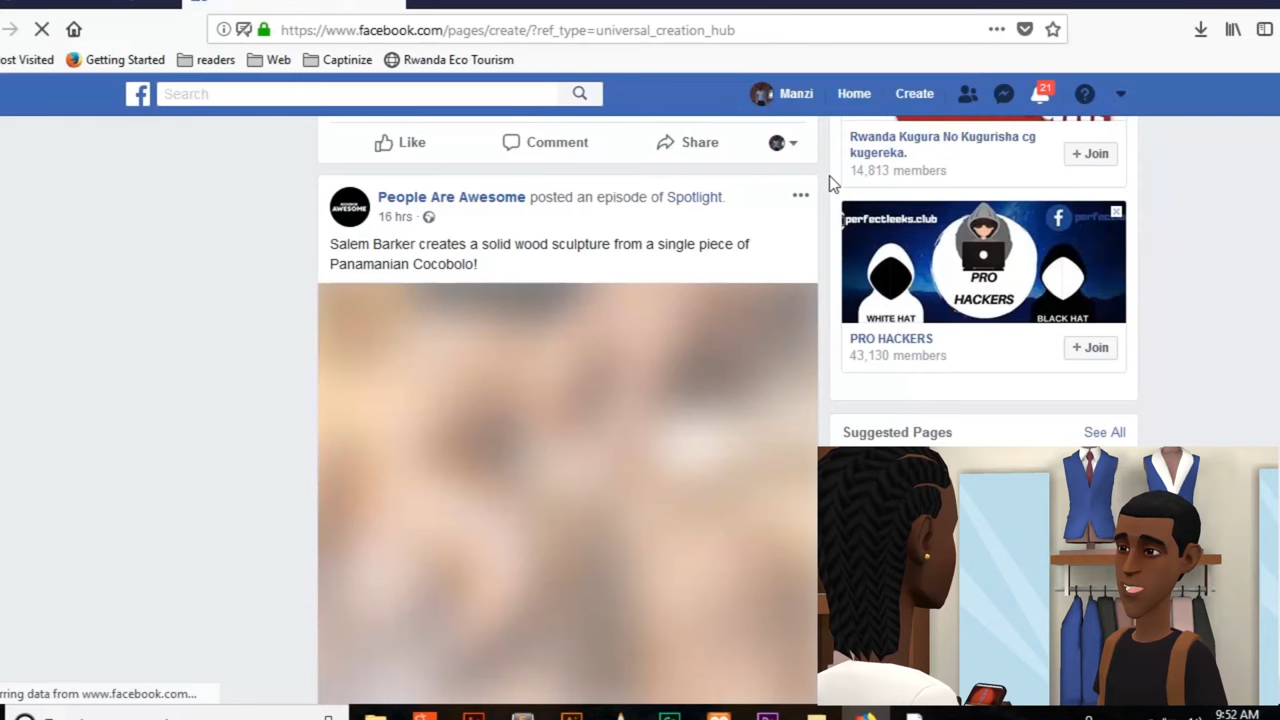 https://www.facebook.com/pages/create/?ref_type=universal_creation_hub
ost Visited Getting Started readers Web Captinize Rwanda Eco Tourism
Search
Manzi Home Create 21
Like Comment Share
Rwanda Kugura No Kugurisha cg
kugereka.
14,813 members
+ Join
AWESOME
People Are Awesome posted an episode of Spotlight.
16 hrs
Salem Barker creates a solid wood sculpture from a single piece of
Panamanian Cocobolo!
perfectleeks.club
PRO
HACKERS
WHITE HAT
BLACK HAT
PRO HACKERS
43,130 members
+ Join
Suggested Pages See All
rring data from www.facebook.com...
9:52 AM